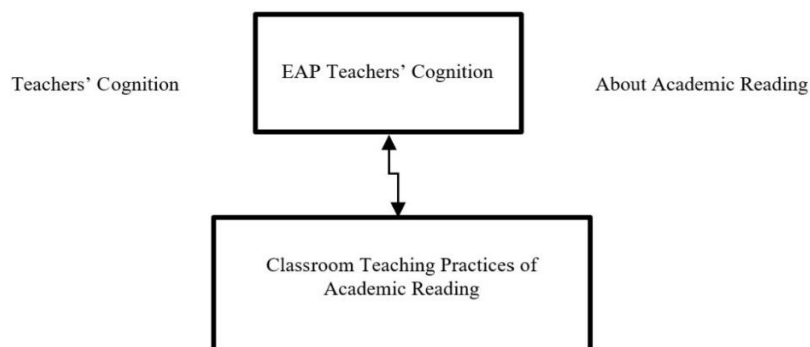 Teachers’ Cognition
EAP Teachers’ Cognition
About Academic Reading
Classroom Teaching Practices of
Academic Reading